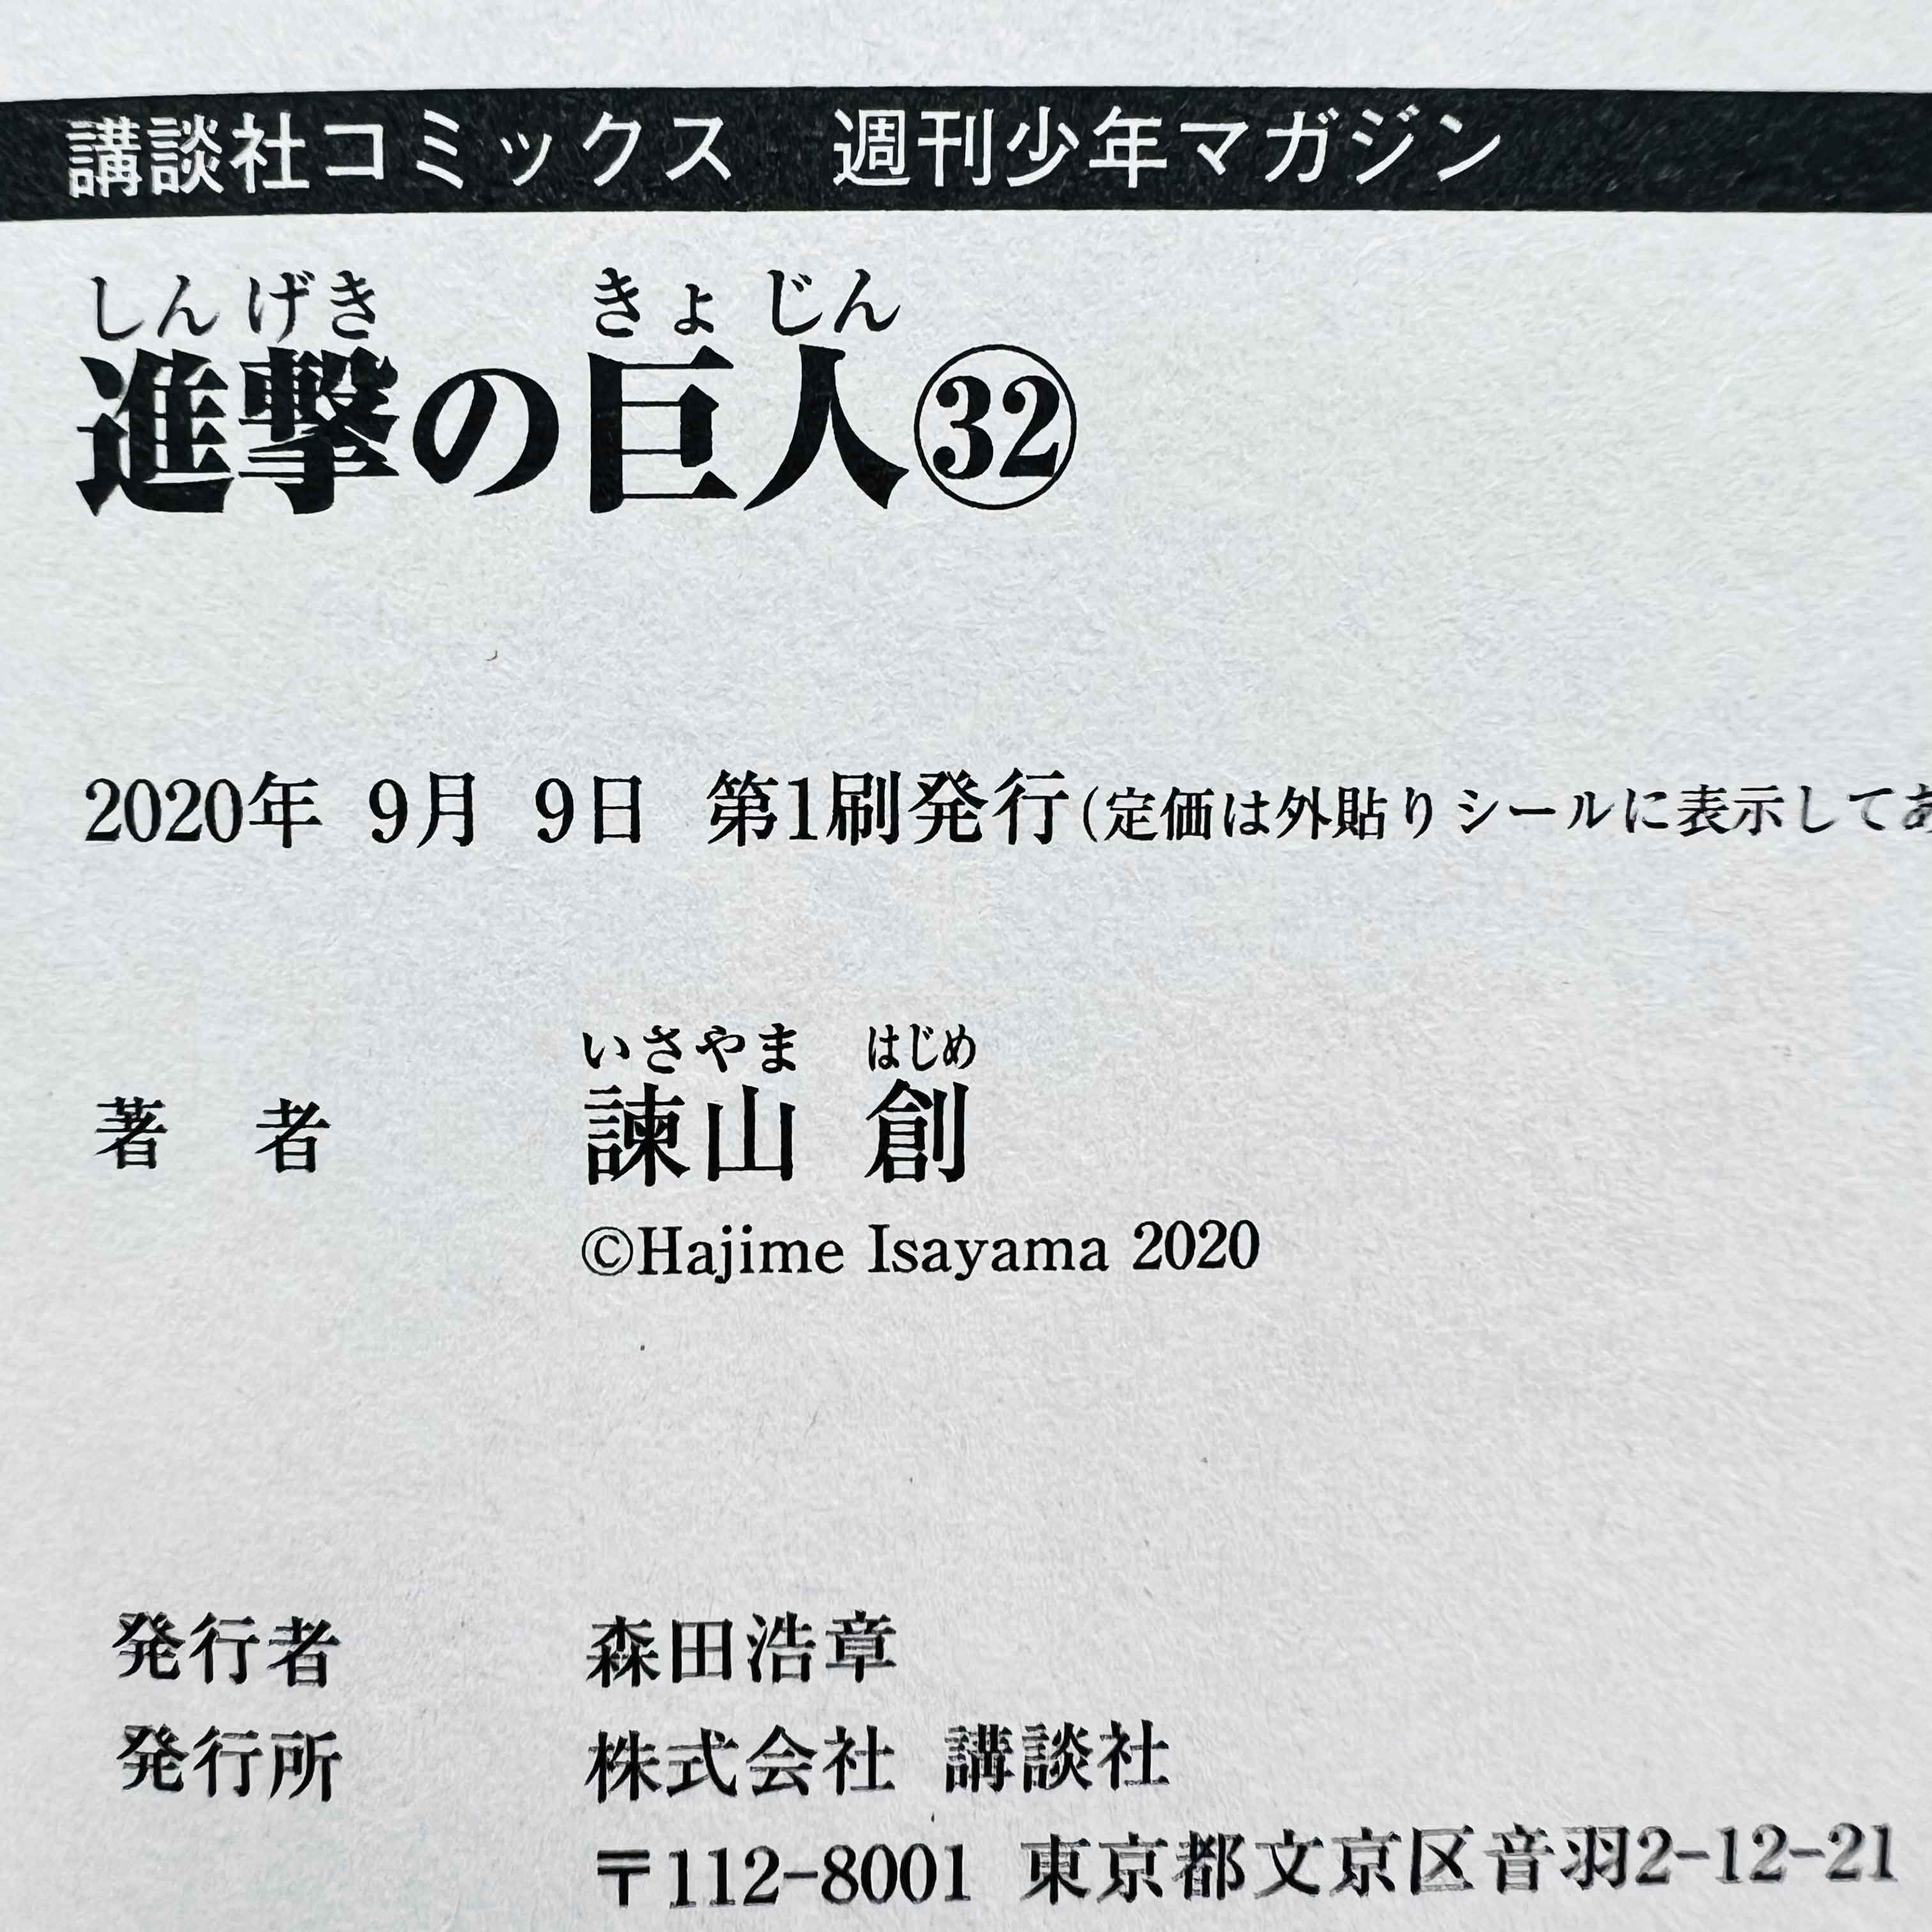 講談社コミックス　週刊少年マガジン
しんげき　きょじん
進撃の巨人㉜
2020年 9月 9日 第1刷発行(定価は外貼りシールに表示してあ
いさやま　はじめ
著　者　諫山 創
©Hajime Isayama 2020
発行者　森田浩章
発行所　株式会社 講談社
〒112-8001 東京都文京区音羽2-12-21